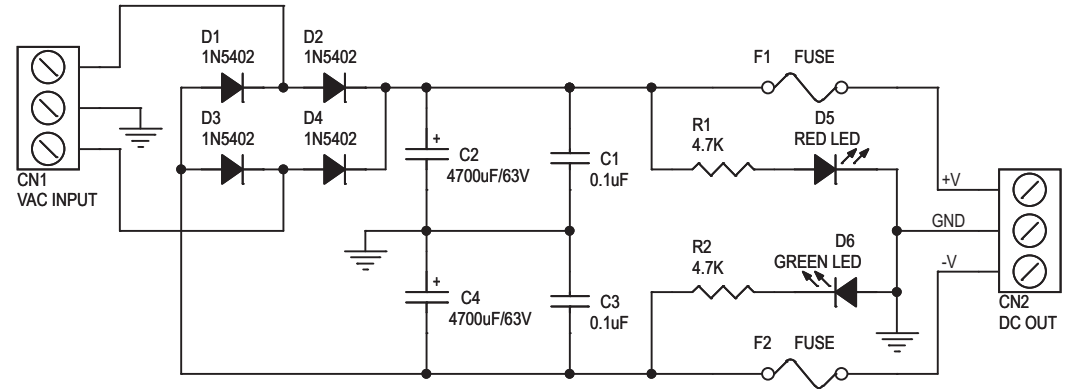 F1 FUSE
D1
1N5402
D2
1N5402
D3
1N5402
D4
1N5402
CN1
VAC INPUT
+
C2
4700uF/63V
C1
0.1uF
R1
4.7K
D5
RED LED
+V
GND
-V
R2
4.7K
D6
GREEN LED
+
C4
4700uF/63V
C3
0.1uF
CN2
DC OUT
F2 FUSE